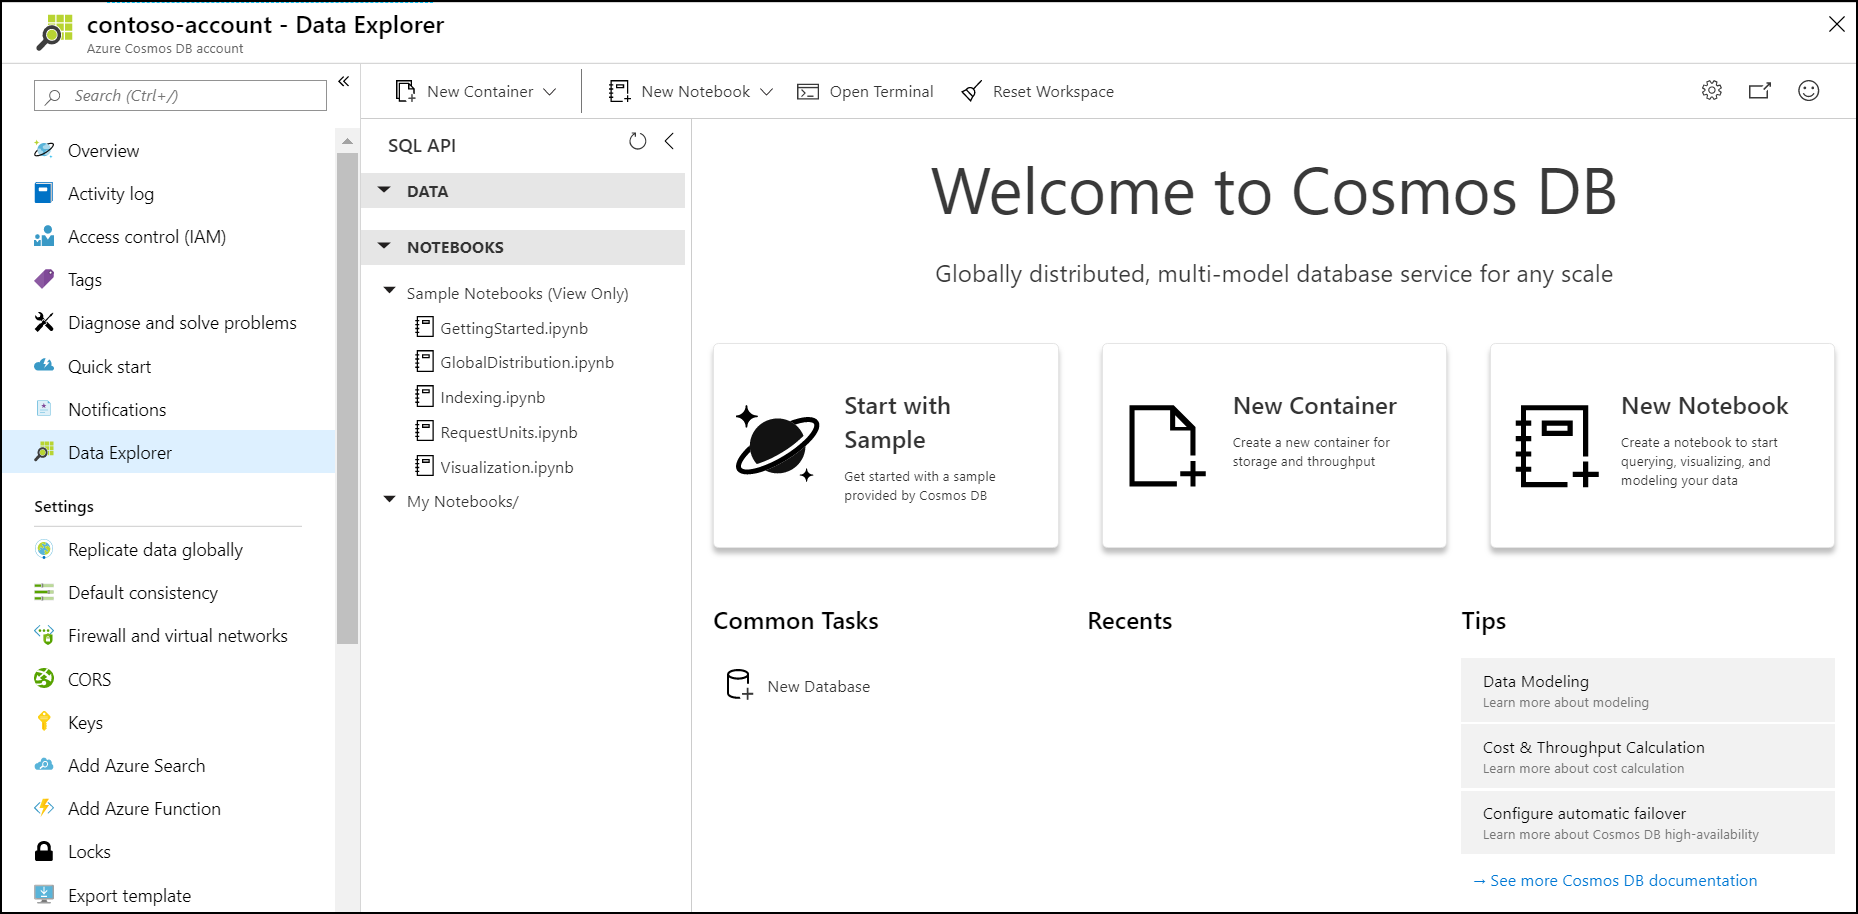 contoso-account - Data Explorer
Azure Cosmos DB account
Search (Ctrl+/)
Overview
Activity log
Access control (IAM)
Tags
Diagnose and solve problems
Quick start
Notifications
Data Explorer
Settings
Replicate data globally
Default consistency
Firewall and virtual networks
CORS
Keys
Add Azure Search
Add Azure Function
Locks
Export template
New Container
New Notebook
Open Terminal
Reset Workspace
SQL API
DATA
NOTEBOOKS
Sample Notebooks (View Only)
GettingStarted.ipynb
GlobalDistribution.ipynb
Indexing.ipynb
RequestUnits.ipynb
Visualization.ipynb
My Notebooks/
Welcome to Cosmos DB
Globally distributed, multi-model database service for any scale
Start with
Sample
Get started with a sample
provided by Cosmos DB
New Container
Create a new container for
storage and throughput
New Notebook
Create a notebook to start
querying, visualizing, and
modeling your data
Common Tasks
New Database
Recents
Tips
Data Modeling
Learn more about modeling
Cost & Throughput Calculation
Learn more about cost calculation
Configure automatic failover
Learn more about Cosmos DB high-availability
→ See more Cosmos DB documentation